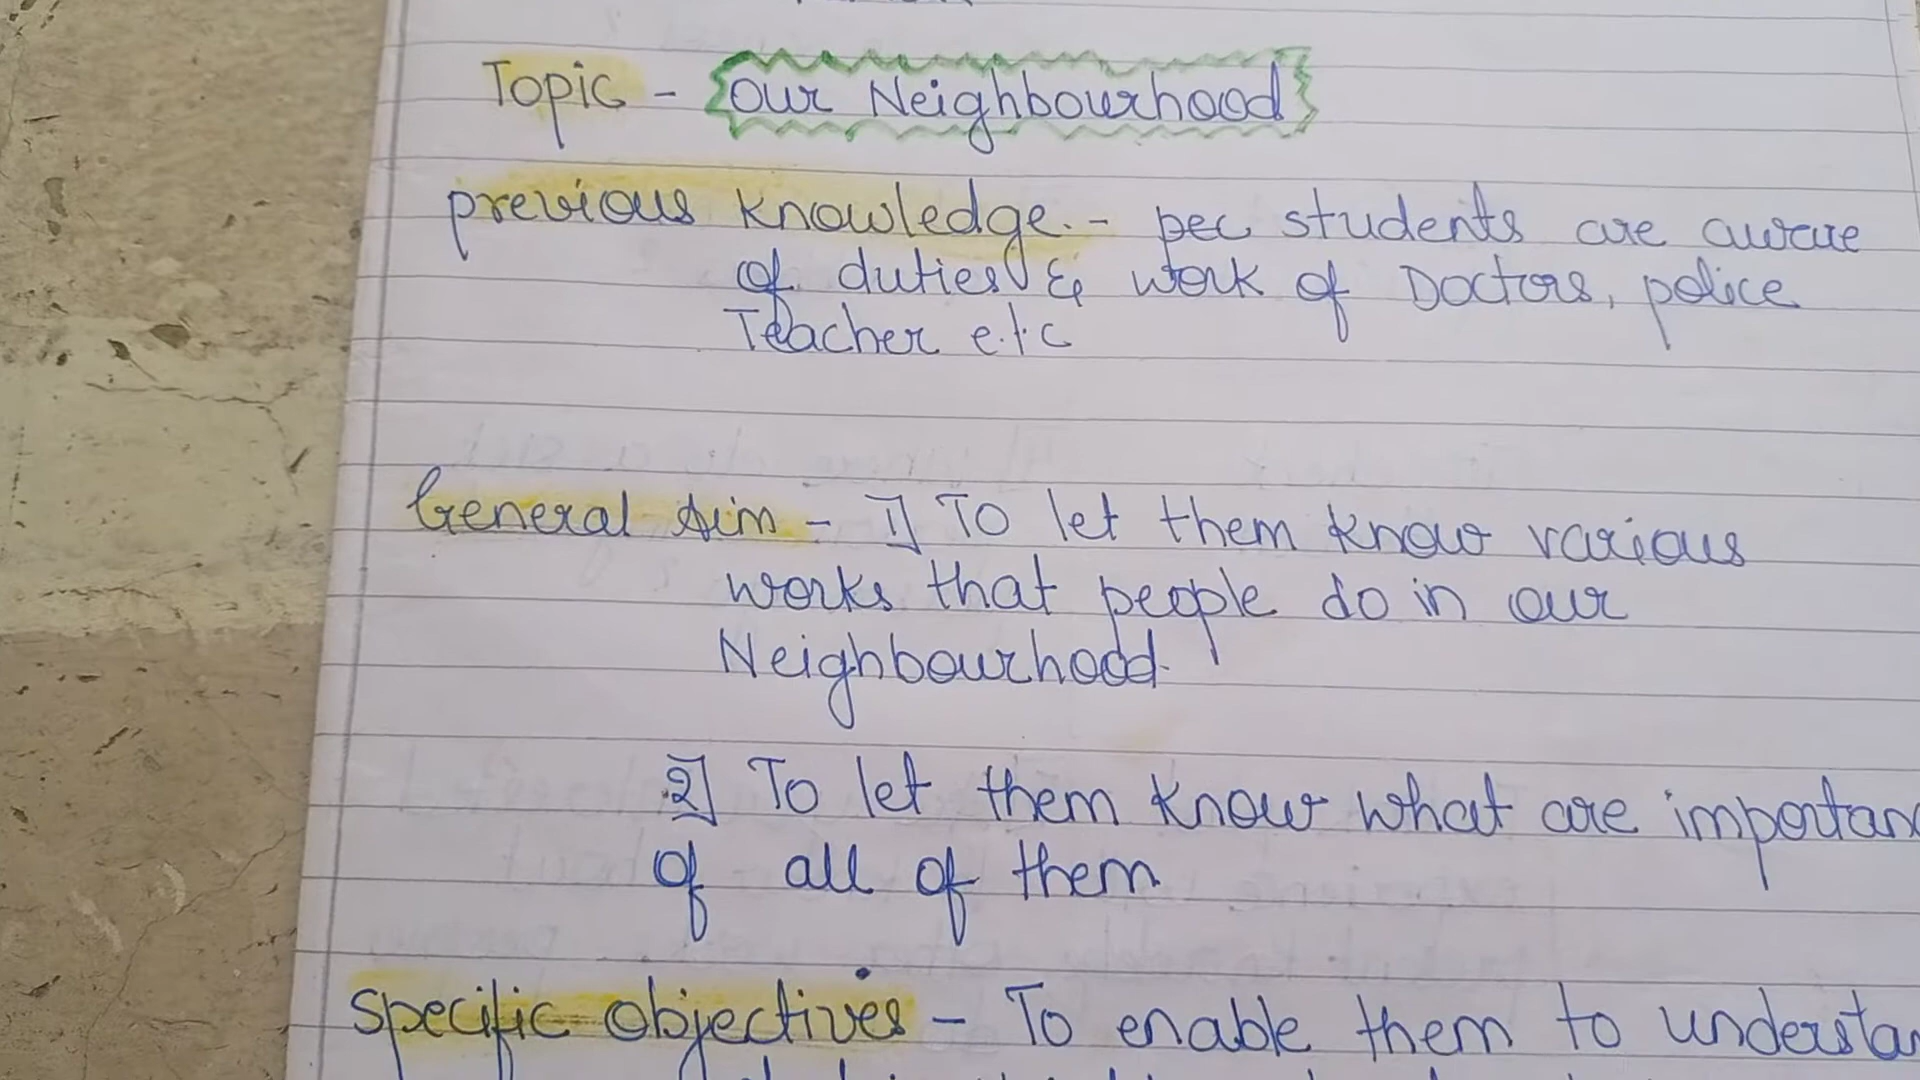 Topic - Our Neighbourhood
previous knowledge. - pec students are aware
of duties & work of Doctors, police
Teacher e.t.c
General Aim - 1] To let them know various
works that people do in our
Neighbourhood.
2] To let them know what are importan
of all of them
specific objectives - To enable them to understa